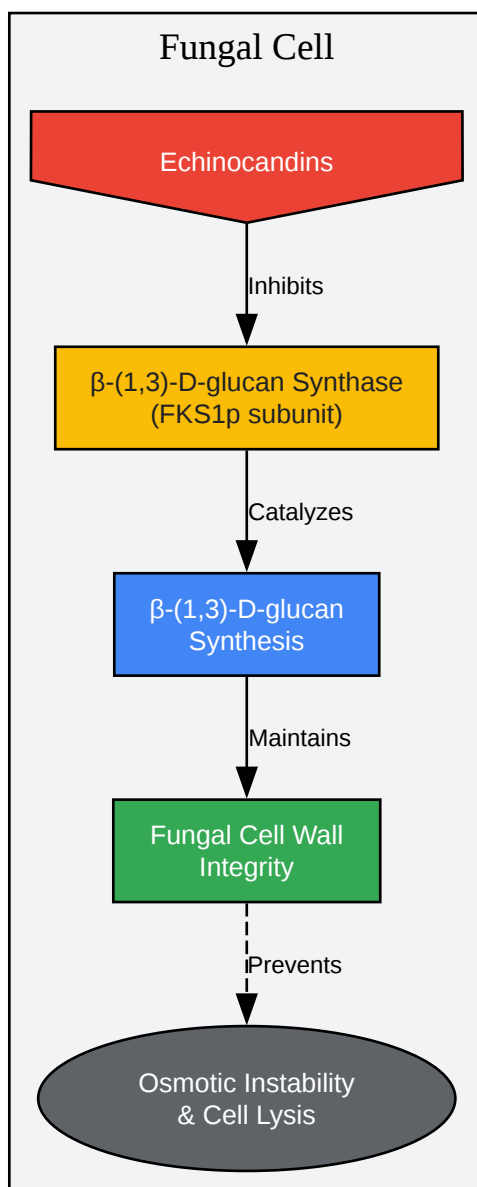 Fungal Cell
Echinocandins
Inhibits
β-(1,3)-D-glucan Synthase
(FKS1p subunit)
Catalyzes
β-(1,3)-D-glucan
Synthesis
Maintains
Fungal Cell Wall
Integrity
Prevents
Osmotic Instability
& Cell Lysis